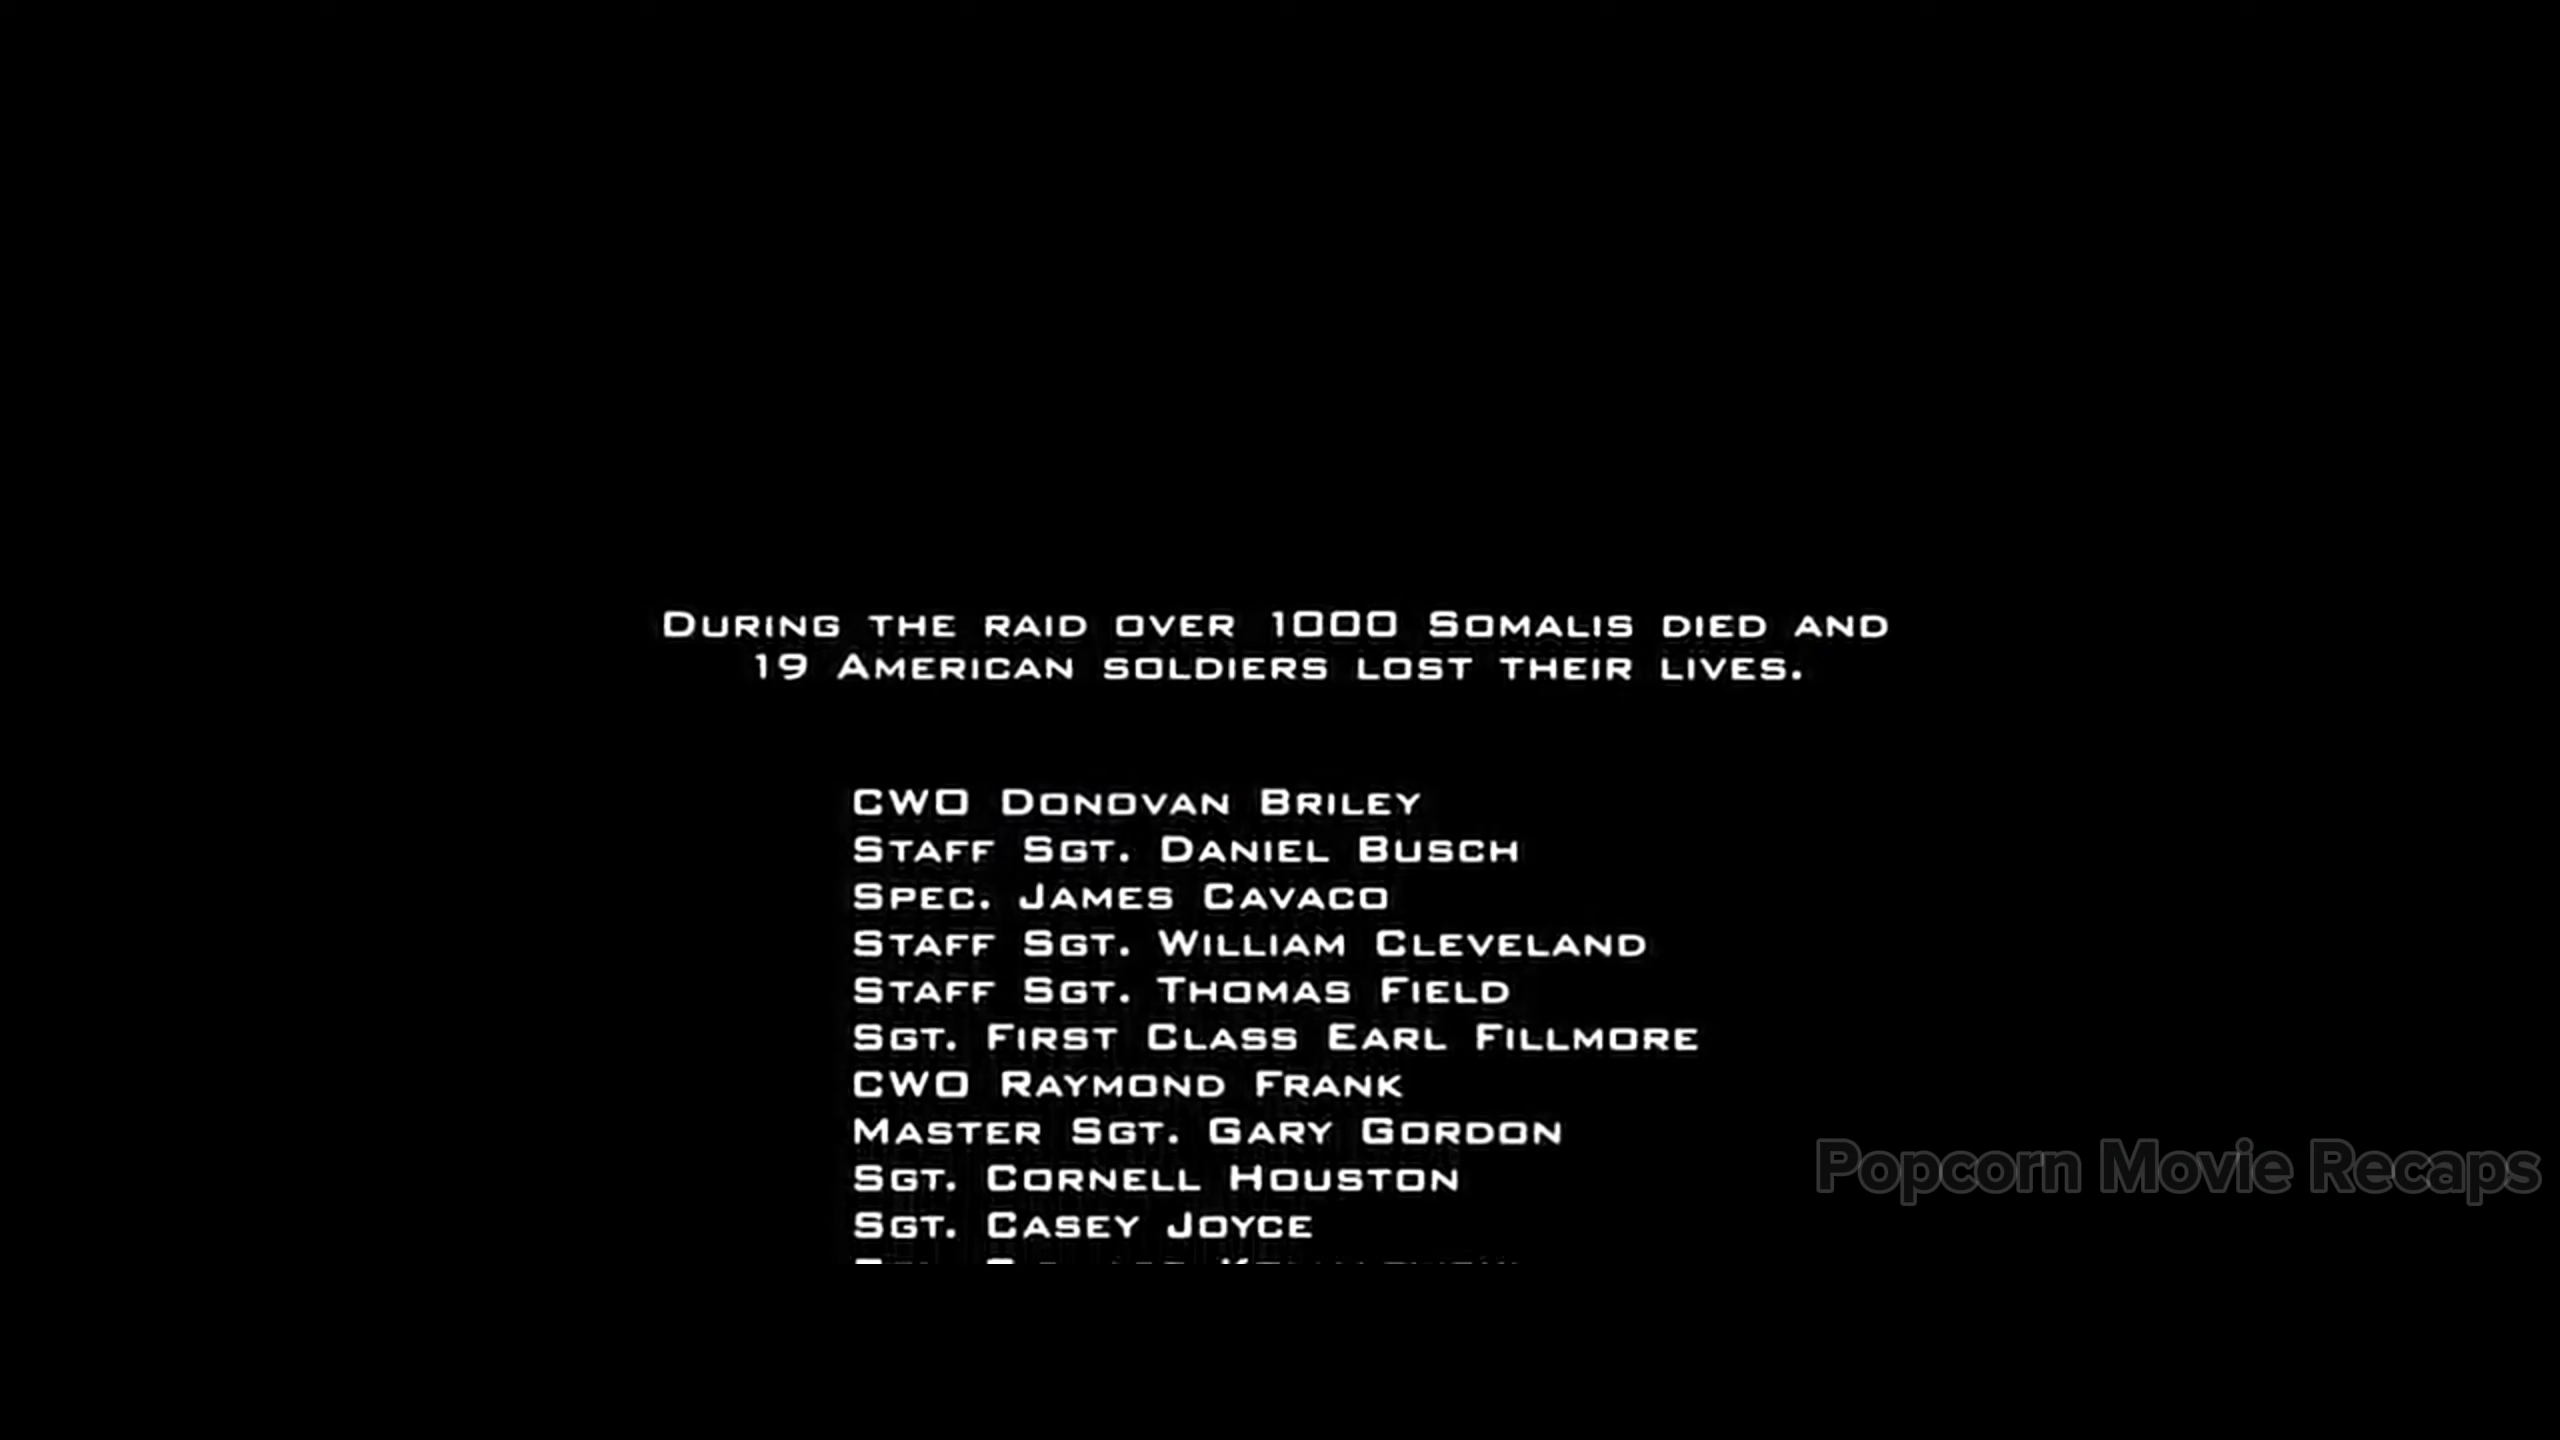 During the raid over 1000 Somalis died and
19 American soldiers lost their lives.
CWO Donovan Briley
Staff Sgt. Daniel Busch
Spec. James Cavaco
Staff Sgt. William Cleveland
Staff Sgt. Thomas Field
Sgt. First Class Earl Fillmore
CWO Raymond Frank
Master Sgt. Gary Gordon
Sgt. Cornell Houston
Sgt. Casey Joyce
Popcorn Movie Recaps